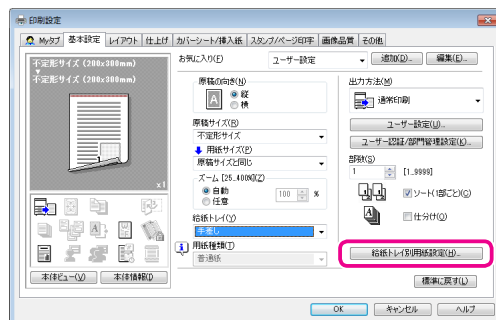 印刷設定
Myタブ 基本設定 レイアウト 仕上げ カバーシート/挿入紙 スタンプ/ページ印字 画像品質 その他
不定形サイズ (200x300mm)
不定形サイズ (200x300mm)
x1
本体ビュー(V) 本体情報(I)
お気に入り(F) ユーザー設定 追加(D)... 編集(E)...
原稿の向き(N)
縦
横
原稿サイズ(R)
不定形サイズ
用紙サイズ(P)
原稿サイズと同じ
ズーム [25..400%](Z)
自動
任意
100 %
給紙トレイ(Y)
手差し
用紙種類(T)
普通紙
出力方法(M)
通常印刷
ユーザー設定(U)...
ユーザー認証/部門管理設定(K)...
部数(S)
1 [1..9999]
ソート(1部ごと)(C)
仕分け(O)
給紙トレイ別用紙設定(H)...
標準に戻す(L)
OK キャンセル ヘルプ